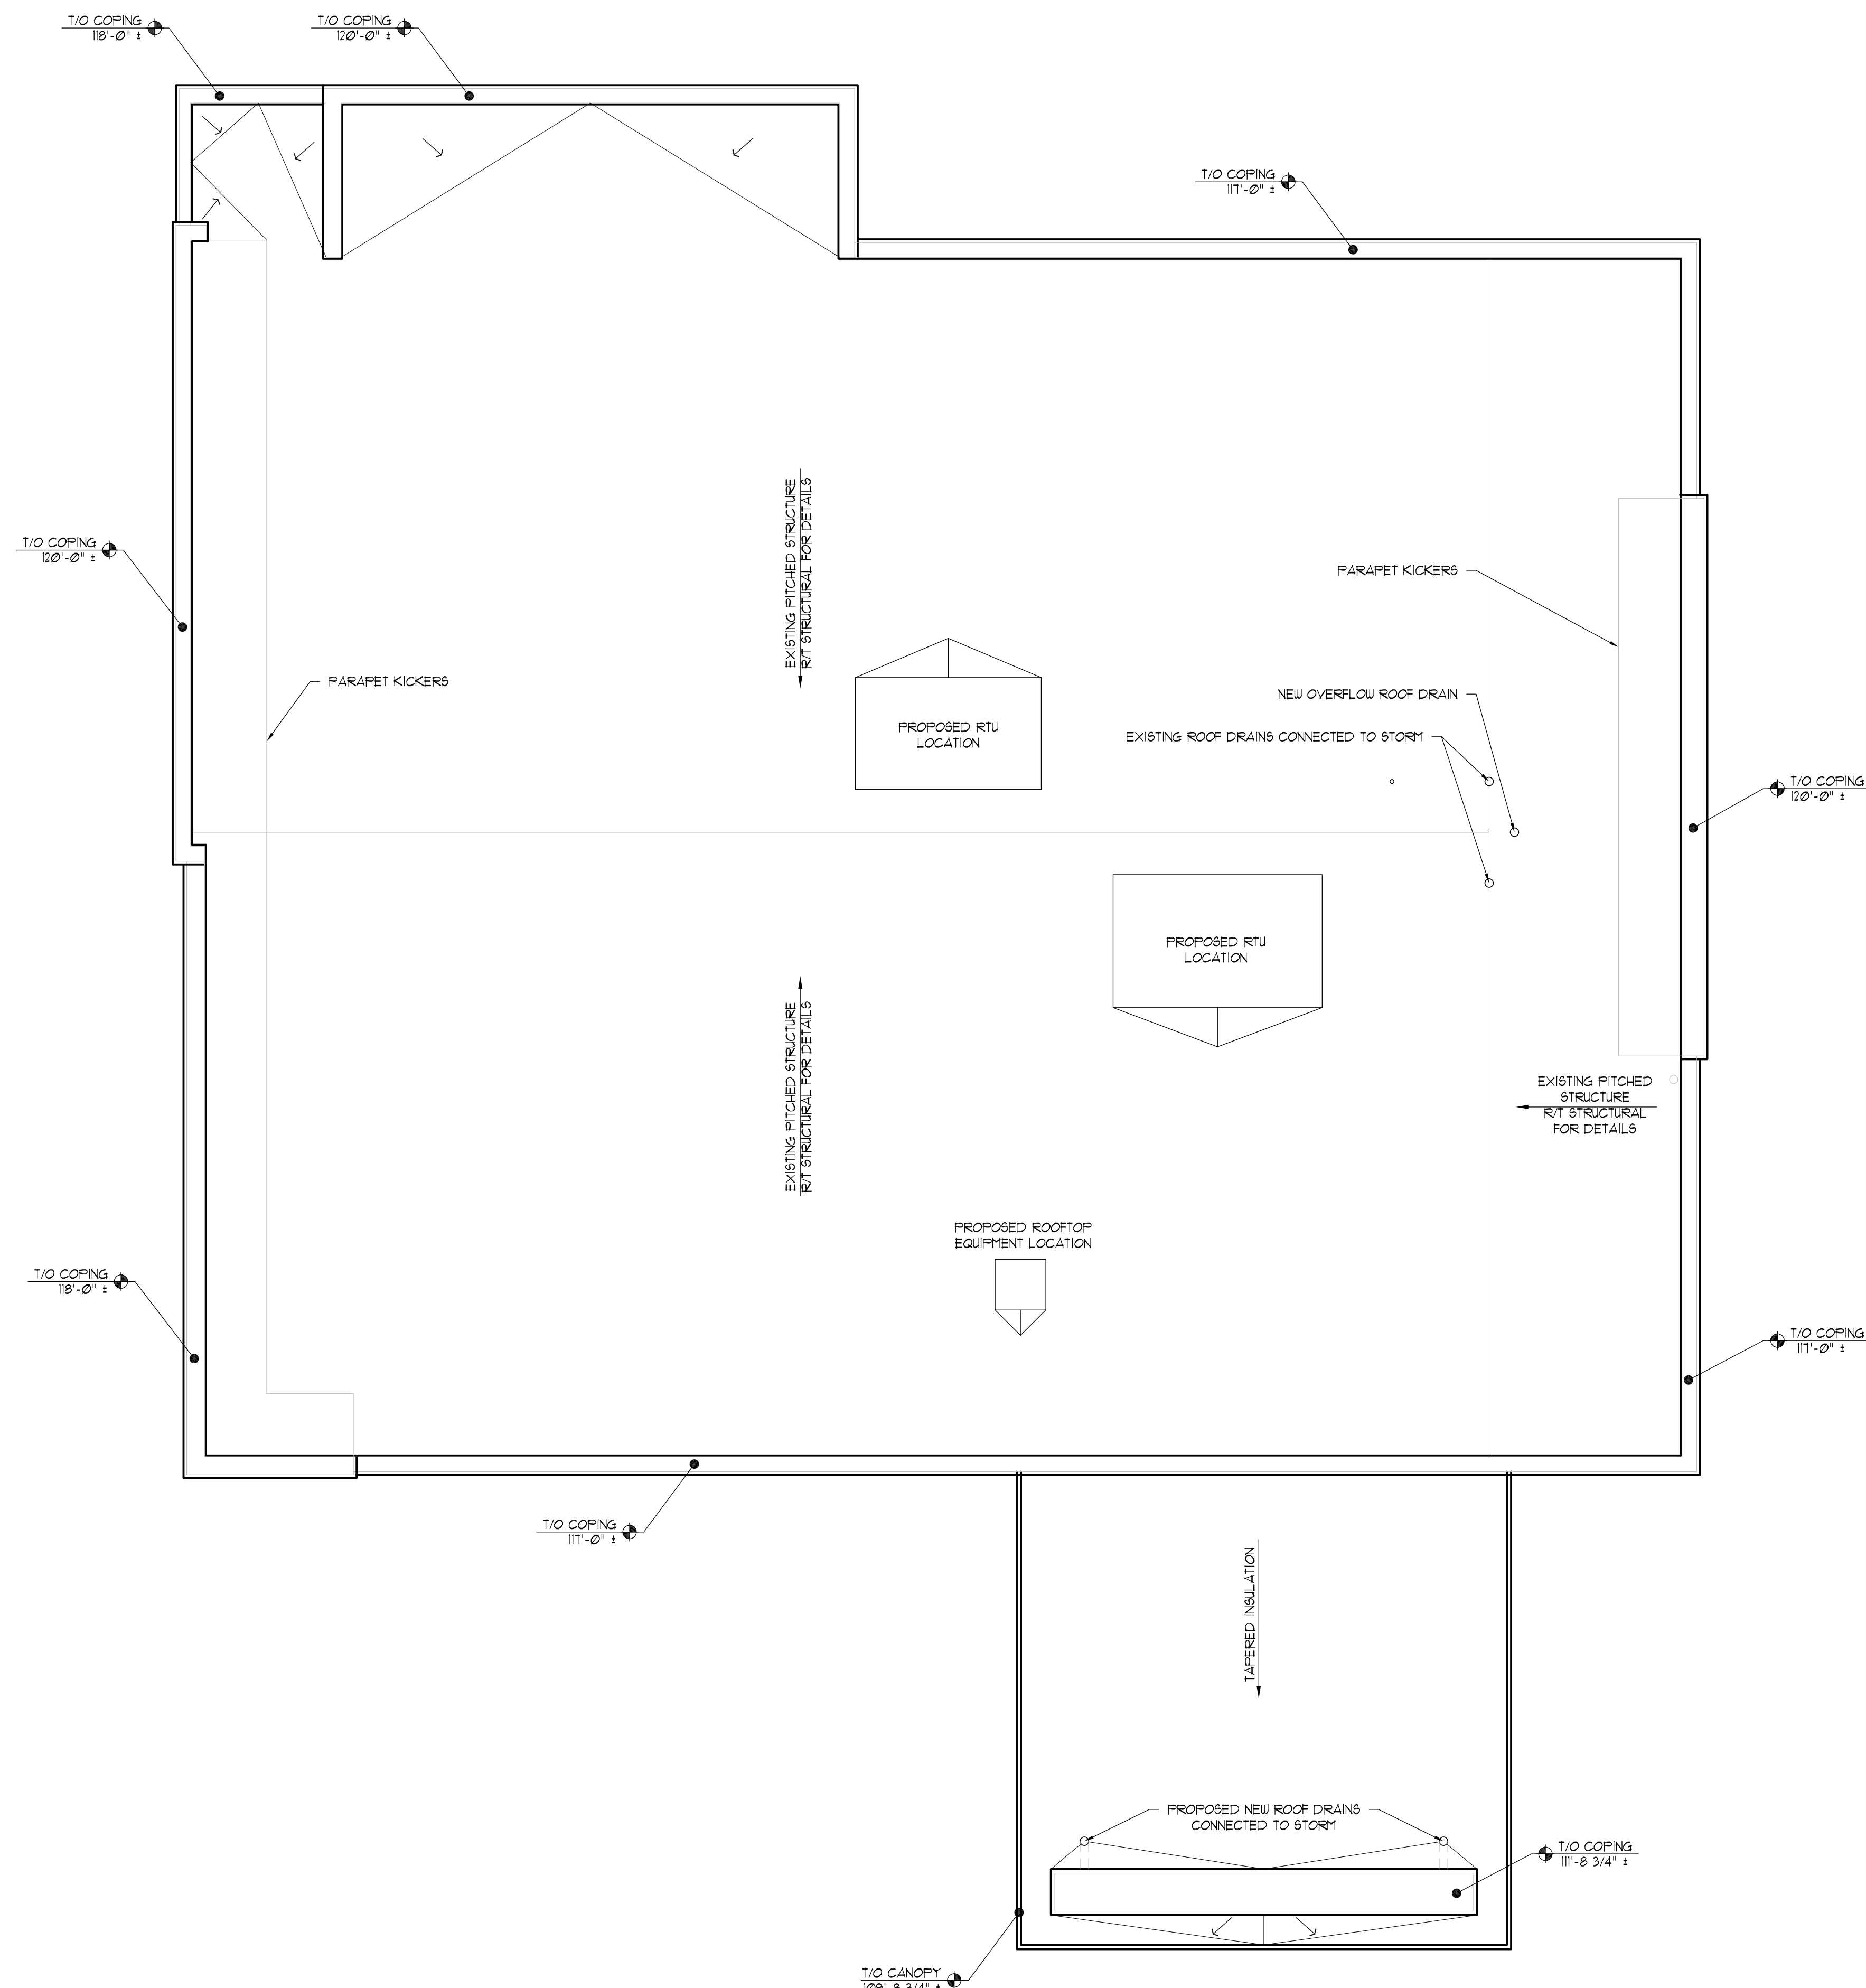 T/O COPING
118'-0" ±
T/O COPING
120'-0" ±
T/O COPING
117'-0" ±
T/O COPING
120'-0" ±
EXISTING PITCHED STRUCTURE
R/T STRUCTURAL FOR DETAILS
PARAPET KICKERS
PARAPET KICKERS
NEW OVERFLOW ROOF DRAIN
PROPOSED RTU
LOCATION
EXISTING ROOF DRAINS CONNECTED TO STORM
T/O COPING
120'-0" ±
PROPOSED RTU
LOCATION
EXISTING PITCHED STRUCTURE
R/T STRUCTURAL FOR DETAILS
EXISTING PITCHED
STRUCTURE
R/T STRUCTURAL
FOR DETAILS
PROPOSED ROOFTOP
EQUIPMENT LOCATION
T/O COPING
118'-0" ±
T/O COPING
117'-0" ±
T/O COPING
117'-0" ±
TAPERED INSULATION
PROPOSED NEW ROOF DRAINS
CONNECTED TO STORM
T/O COPING
111'-8 3/4" ±
T/O CANOPY
109'-8 3/4" ±